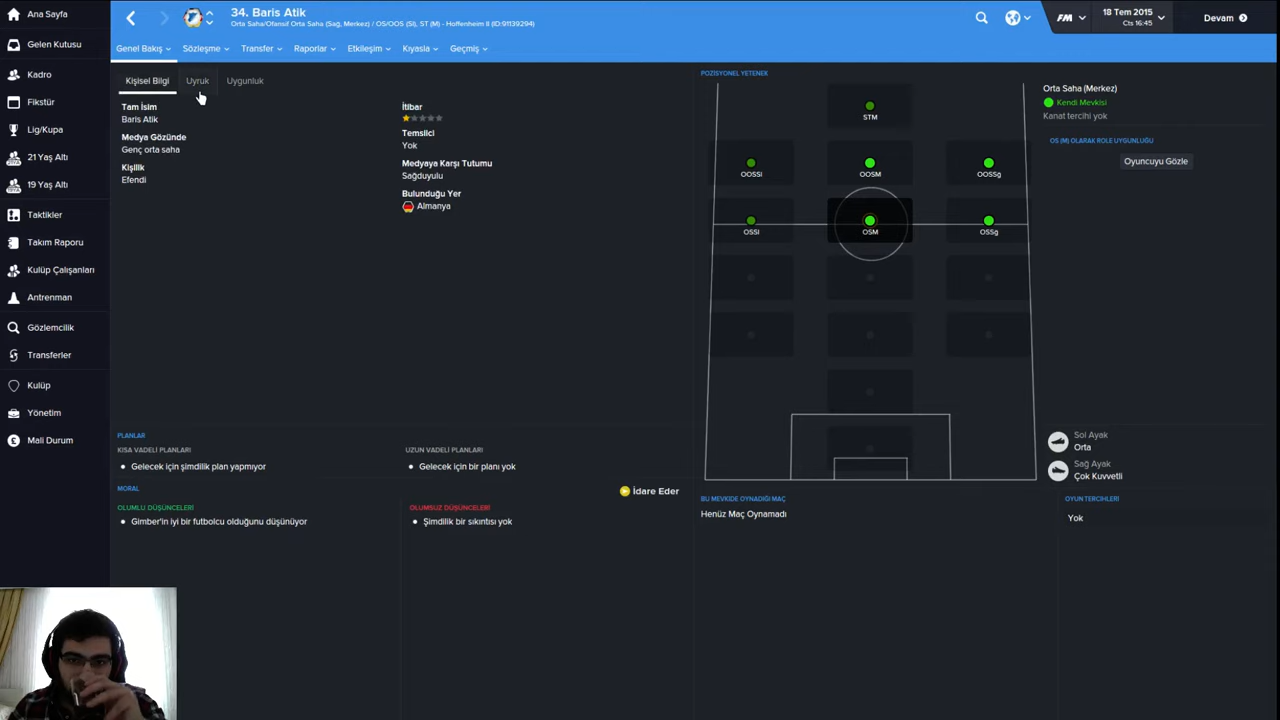 Ana Sayfa
Gelen Kutusu
Kadro
Fikstür
Lig/Kupa
21 Yaş Altı
19 Yaş Altı
Taktikler
Takım Raporu
Kulüp Çalışanları
Antrenman
Gözlemcilik
Transferler
Kulüp
Yönetim
Mali Durum
34. Baris Atik
Orta Saha/Ofansif Orta Saha (Sağ, Merkez) / OS/OOS (Sl), ST (M) - Hoffenheim II (ID:91139294)
FM
18 Tem 2015
Cts 16:45
Devam
Genel Bakış
Sözleşme
Transfer
Raporlar
Etkileşim
Kıyasla
Geçmiş
Kişisel Bilgi
Uyruk
Uygunluk
Tam İsim
Baris Atik
Medya Gözünde
Genç orta saha
Kişilik
Efendi
İtibar
Temsilci
Yok
Medyaya Karşı Tutumu
Sağduyulu
Bulunduğu Yer
Almanya
PLANLAR
KISA VADELİ PLANLARI
Gelecek için şimdilik plan yapmıyor
UZUN VADELİ PLANLARI
Gelecek için bir planı yok
MORAL
İdare Eder
OLUMLU DÜŞÜNCELERİ
Gimber'in iyi bir futbolcu olduğunu düşünüyor
OLUMSUZ DÜŞÜNCELERİ
Şimdilik bir sıkıntısı yok
POZİSYONEL YETENEK
STM
OOSSl
OOSM
OOSSg
OSSl
OSM
OSSg
Orta Saha (Merkez)
Kendi Mevkisi
Kanat tercihi yok
OS (M) OLARAK ROLE UYGUNLUĞU
Oyuncuyu Gözle
Sol Ayak
Orta
Sağ Ayak
Çok Kuvvetli
BU MEVKİDE OYNADIĞI MAÇ
Henüz Maç Oynamadı
OYUN TERCİHLERİ
Yok